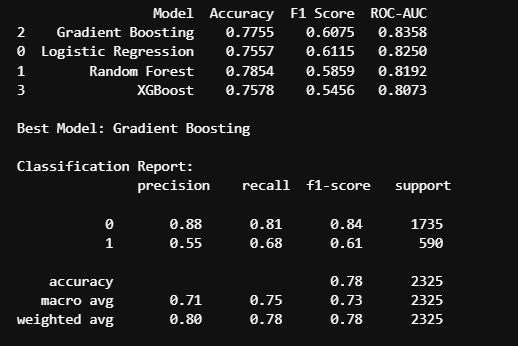 Model Accuracy F1 Score ROC-AUC
2 Gradient Boosting 0.7755 0.6075 0.8358
0 Logistic Regression 0.7557 0.6115 0.8250
1 Random Forest 0.7854 0.5859 0.8192
3 XGBoost 0.7578 0.5456 0.8073
Best Model: Gradient Boosting
Classification Report:
precision recall f1-score support
0 0.88 0.81 0.84 1735
1 0.55 0.68 0.61 590
accuracy 0.78 2325
macro avg 0.71 0.75 0.73 2325
weighted avg 0.80 0.78 0.78 2325